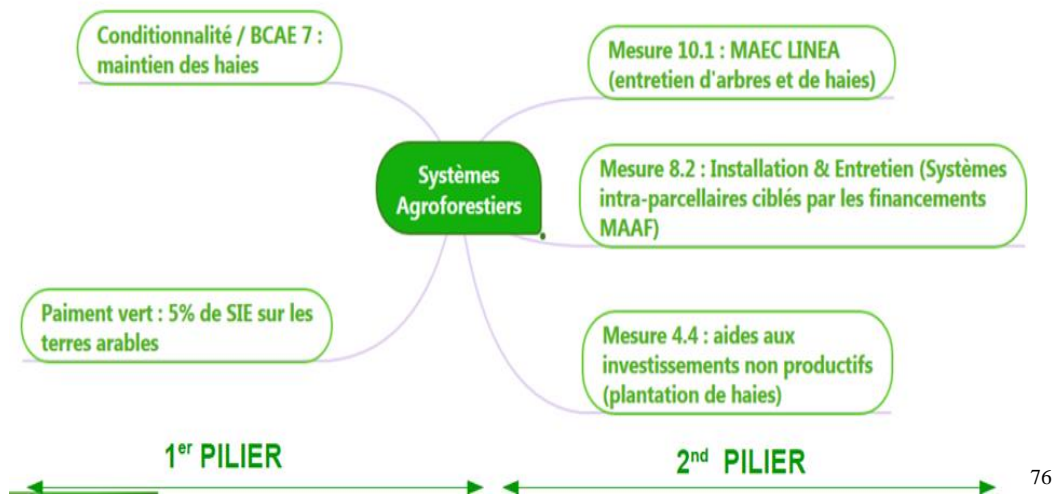 Conditionnalité / BCAE 7 :
maintien des haies
Paiment vert : 5% de SIE sur les
terres arables
Systèmes
Agroforestiers
Mesure 10.1 : MAEC LINEA
(entretien d'arbres et de haies)
Mesure 8.2 : Installation & Entretien (Systèmes
intra-parcellaires ciblés par les financements
MAAF)
Mesure 4.4 : aides aux
investissements non productifs
(plantation de haies)
1er PILIER
2nd PILIER
76